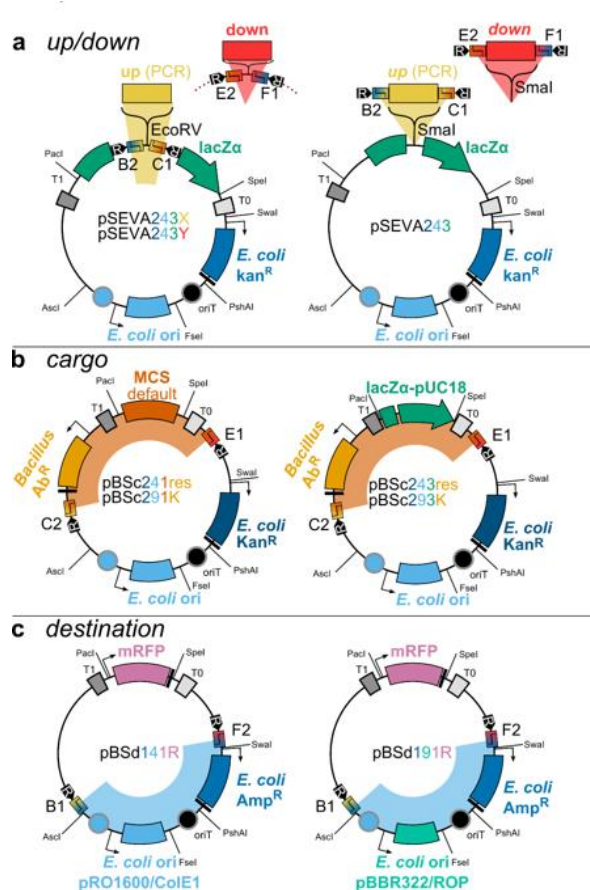 a up/down
down
E2 F1
up (PCR)
EcoRV
R B2 C1 R
lacZα
PacI
T1
SpeI
T0
SwaI
pSEVA243X
pSEVA243Y
E. coli
kanR
PshAI
oriT
FseI
AscI
E. coli ori
E2 down F1
R R
SmaI
up (PCR)
R R
B2 C1
SmaI
lacZα
PacI
T1
SpeI
T0
SwaI
pSEVA243
E. coli
kanR
PshAI
oriT
FseI
AscI
E. coli ori
b cargo
MCS
default
PacI
T1
SpeI
T0
E1
R
Bacillus
AbR
pBSc241res
pBSc291K
SwaI
C2
R
E. coli
KanR
AscI
PshAI
oriT
FseI
E. coli ori
lacZα-pUC18
PacI
T1
SpeI
T0
E1
R
Bacillus
AbR
pBSc243res
pBSc293K
SwaI
C2
R
E. coli
KanR
AscI
PshAI
oriT
FseI
E. coli ori
c destination
mRFP
PacI
T1
SpeI
T0
R
F2
SwaI
pBSd141R
E. coli
AmpR
R
B1
AscI
PshAI
oriT
FseI
E. coli ori
pRO1600/ColE1
mRFP
PacI
T1
SpeI
T0
R
F2
SwaI
pBSd191R
E. coli
AmpR
R
B1
AscI
PshAI
oriT
FseI
E. coli ori
pBBR322/ROP